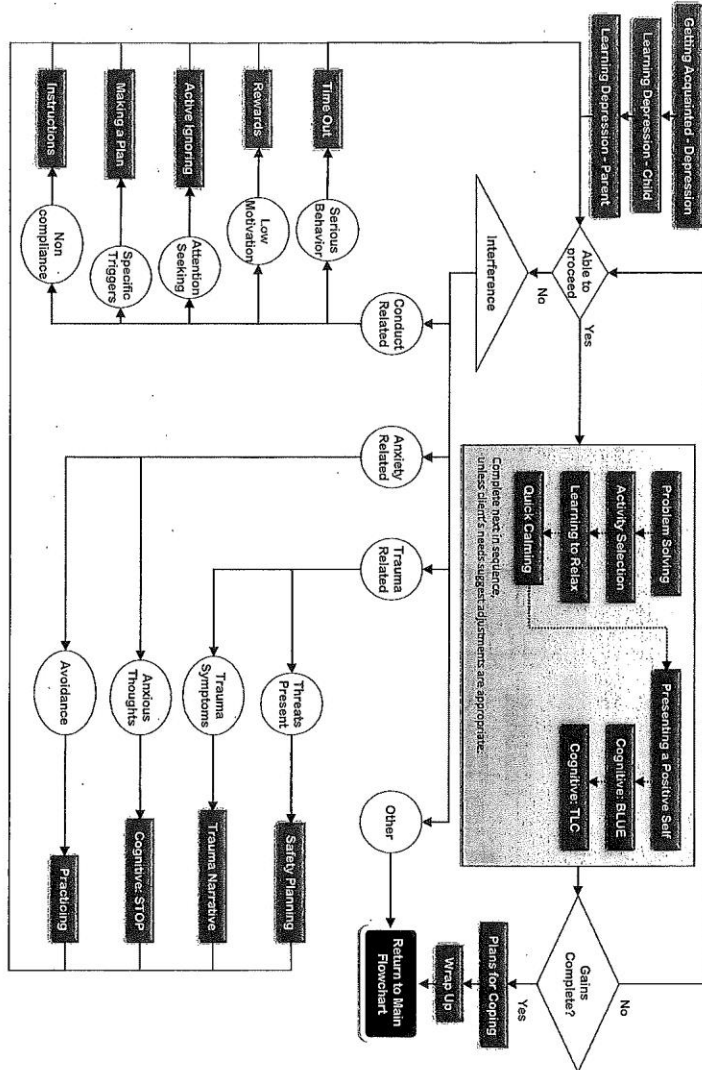 Getting Acquainted - Depression
Learning Depression - Child
Learning Depression - Parent
Able to
proceed
Yes
No
Interference
Problem Solving
Activity Selection
Learning to Relax
Quick Calming
Presenting a Positive Self
Cognitive: BLUE
Cognitive: TLC
Complete next in sequence,
unless client's needs suggest adjustments are appropriate.
Gains
Complete?
No
Yes
Plans for Coping
Wrap Up
Return to Main
Flowchart
Conduct
Related
Anxiety
Related
Trauma
Related
Other
Serious
Behavior
Low
Motivation
Attention
Seeking
Specific
Triggers
Non
compliance
Time Out
Rewards
Active Ignoring
Making a Plan
Instructions
Threats
Present
Trauma
Symptoms
Anxious
Thoughts
Avoidance
Safety Planning
Trauma Narrative
Cognitive: STOP
Practicing